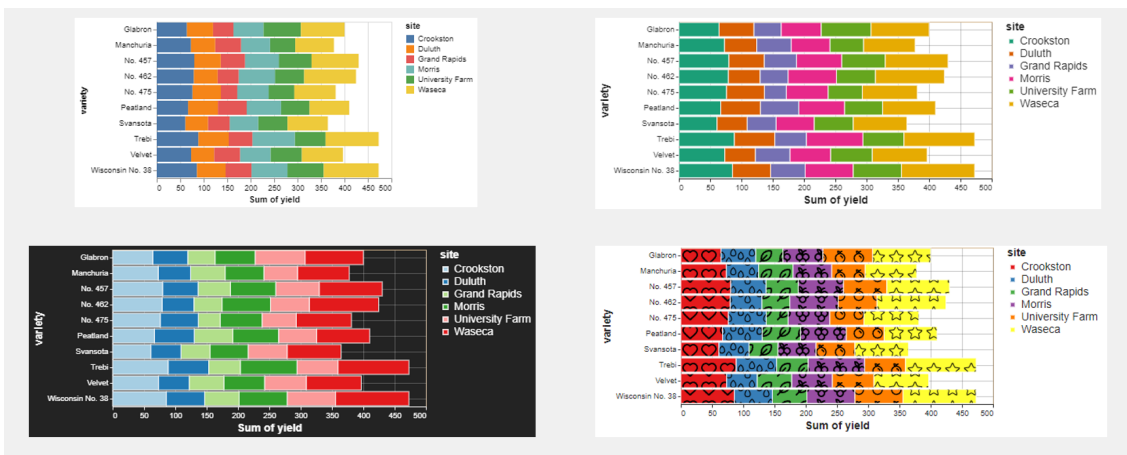 site
Glabron
Crookston
Manchuria
Duluth
No. 457
Grand Rapids
No. 462
Morris
No. 475
University Farm
Peatland
Waseca
Svansota
Trebi
Velvet
Wisconsin No. 38
variety
0 50 100 150 200 250 300 350 400 450 500
Sum of yield
site
Glabron
Crookston
Manchuria
Duluth
No. 457
Grand Rapids
No. 462
Morris
No. 475
University Farm
Peatland
Waseca
Svansota
Trebi
Velvet
Wisconsin No. 38
variety
0 50 100 150 200 250 300 350 400 450 500
Sum of yield
site
Glabron
Crookston
Manchuria
Duluth
No. 457
Grand Rapids
No. 462
Morris
No. 475
University Farm
Peatland
Waseca
Svansota
Trebi
Velvet
Wisconsin No. 38
variety
0 50 100 150 200 250 300 350 400 450 500
Sum of yield
site
Glabron
Crookston
Manchuria
Duluth
No. 457
Grand Rapids
No. 462
Morris
No. 475
University Farm
Peatland
Waseca
Svansota
Trebi
Velvet
Wisconsin No. 38
variety
0 50 100 150 200 250 300 350 400 450 500
Sum of yield